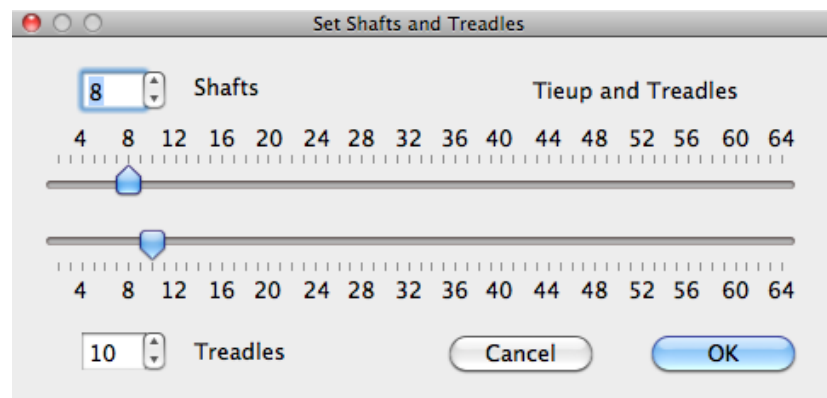 Set Shafts and Treadles
8 Shafts Tieup and Treadles
4 8 12 16 20 24 28 32 36 40 44 48 52 56 60 64
4 8 12 16 20 24 28 32 36 40 44 48 52 56 60 64
10 Treadles Cancel OK